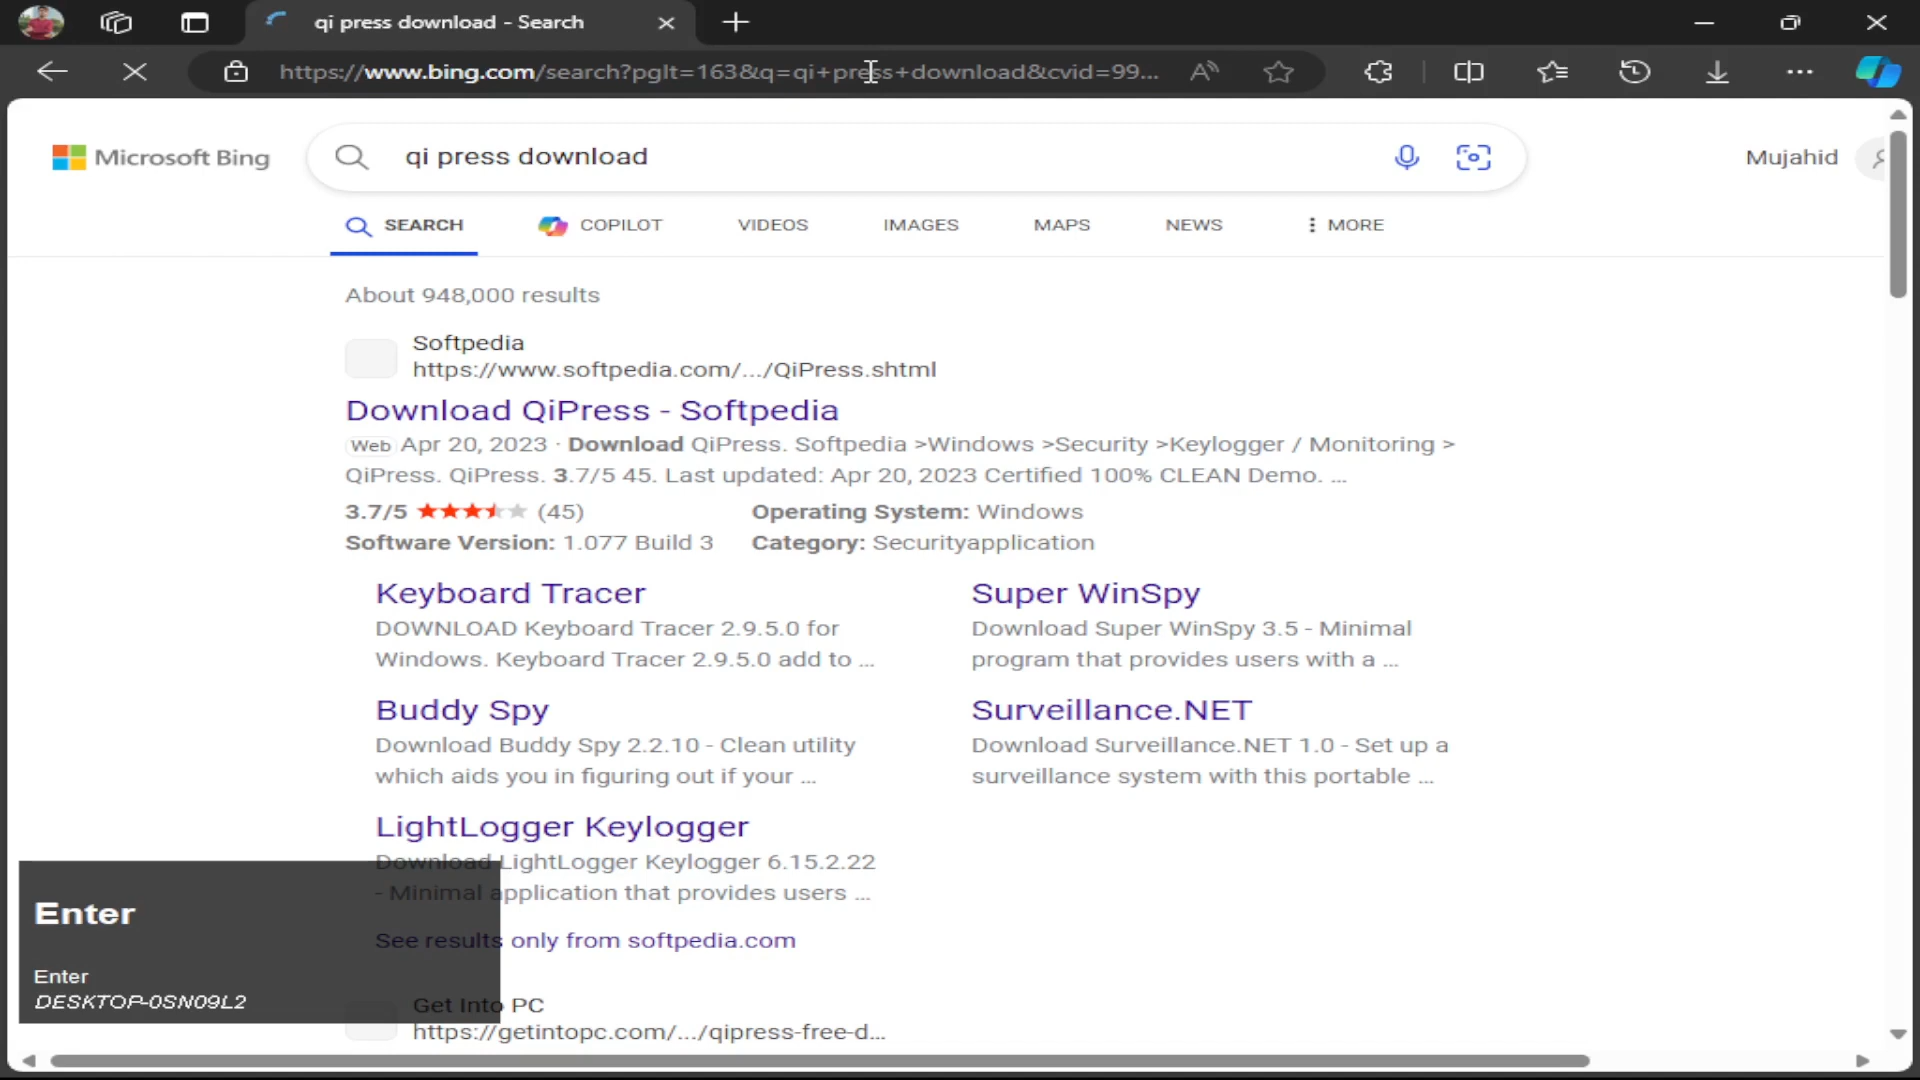 qi press download - Search
https://www.bing.com/search?pglt=163&q=qi+press+download&cvid=99...
Microsoft Bing
qi press download
Mujahid
SEARCH
COPILOT
VIDEOS
IMAGES
MAPS
NEWS
MORE
About 948,000 results
Softpedia
https://www.softpedia.com/.../QiPress.shtml
Download QiPress - Softpedia
Web Apr 20, 2023 · Download QiPress. Softpedia >Windows >Security >Keylogger / Monitoring >
QiPress. QiPress. 3.7/5 45. Last updated: Apr 20, 2023 Certified 100% CLEAN Demo. ...
3.7/5 (45)
Operating System: Windows
Software Version: 1.077 Build 3
Category: Securityapplication
Keyboard Tracer
DOWNLOAD Keyboard Tracer 2.9.5.0 for
Windows. Keyboard Tracer 2.9.5.0 add to ...
Super WinSpy
Download Super WinSpy 3.5 - Minimal
program that provides users with a ...
Buddy Spy
Download Buddy Spy 2.2.10 - Clean utility
which aids you in figuring out if your ...
Surveillance.NET
Download Surveillance.NET 1.0 - Set up a
surveillance system with this portable ...
LightLogger Keylogger
Download LightLogger Keylogger 6.15.2.22
- Minimal application that provides users ...
See results only from softpedia.com
Get Into PC
https://getintopc.com/.../qipress-free-d...
Enter
Enter
DESKTOP-0SN09L2